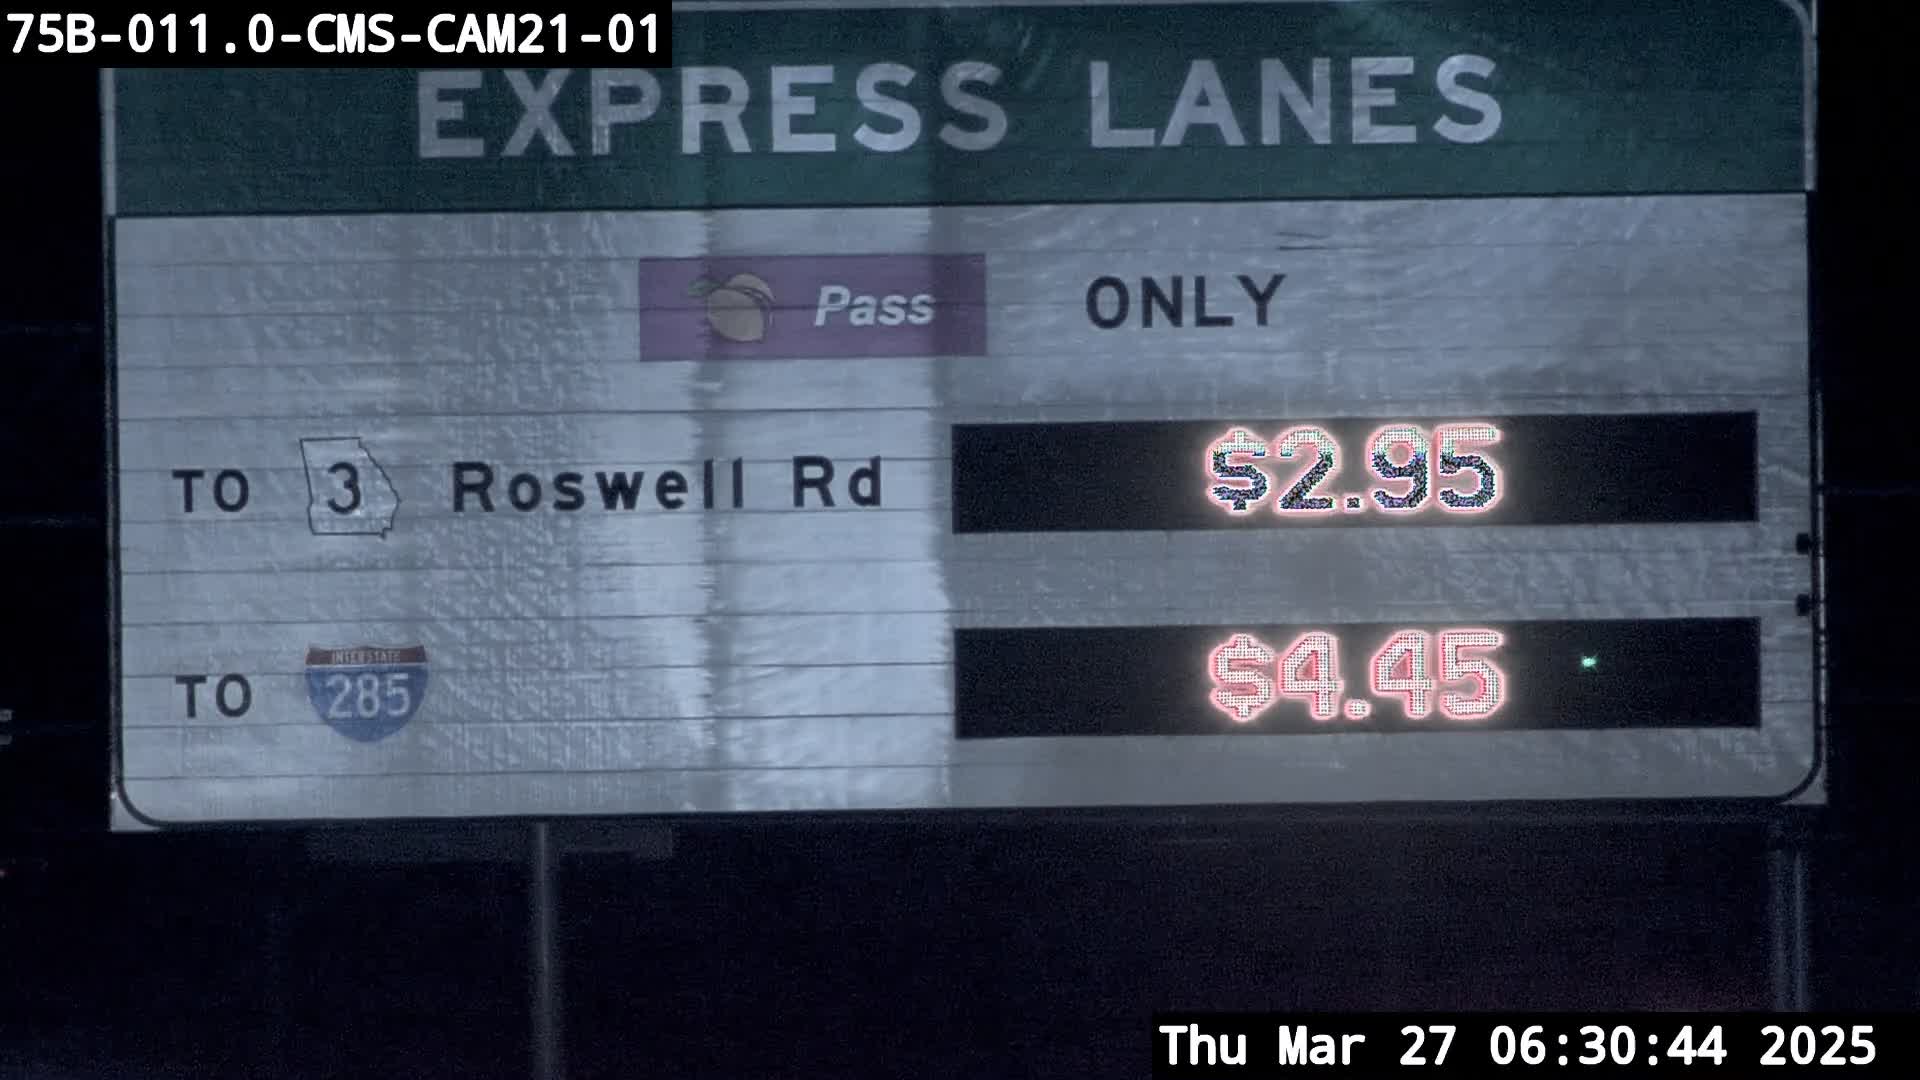 75B-011.0-CMS-CAM21-01
EXPRESS LANES
Pass ONLY
TO 3 Roswell Rd $2.95
INTERSTATE
TO 285 $4.45
Thu Mar 27 06:30:44 2025